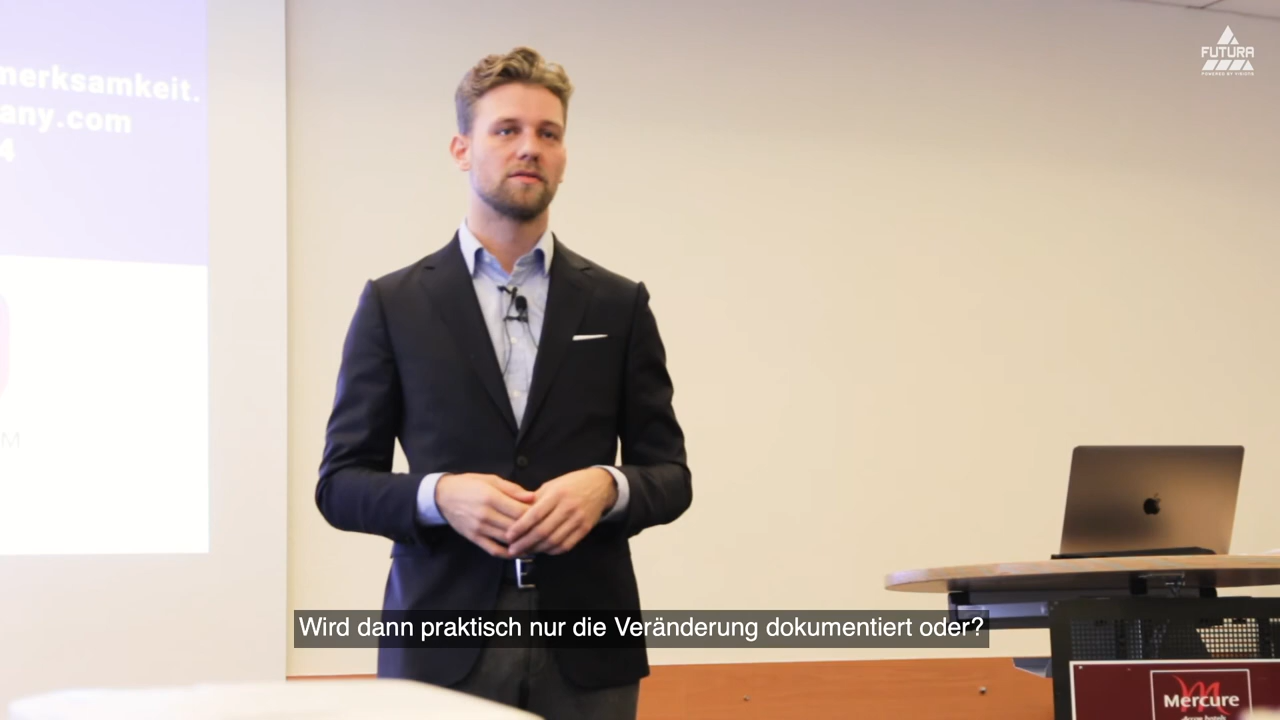 merksamkeit.
any.com
4
M
FUTURA
Wird dann praktisch nur die Veränderung dokumentiert oder?
Mercure